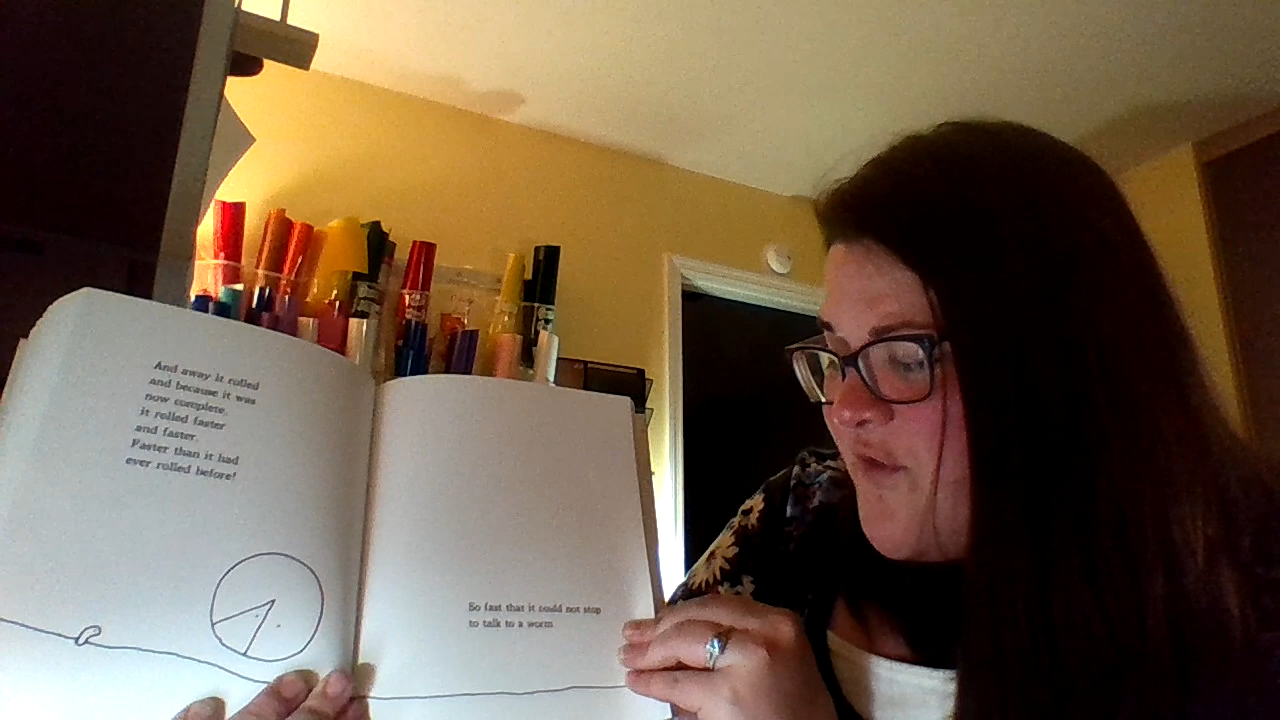 And away it rolled
and because it was
now complete,
it rolled faster
and faster.
Faster than it had
ever rolled before!
So fast that it could not stop
to talk to a worm